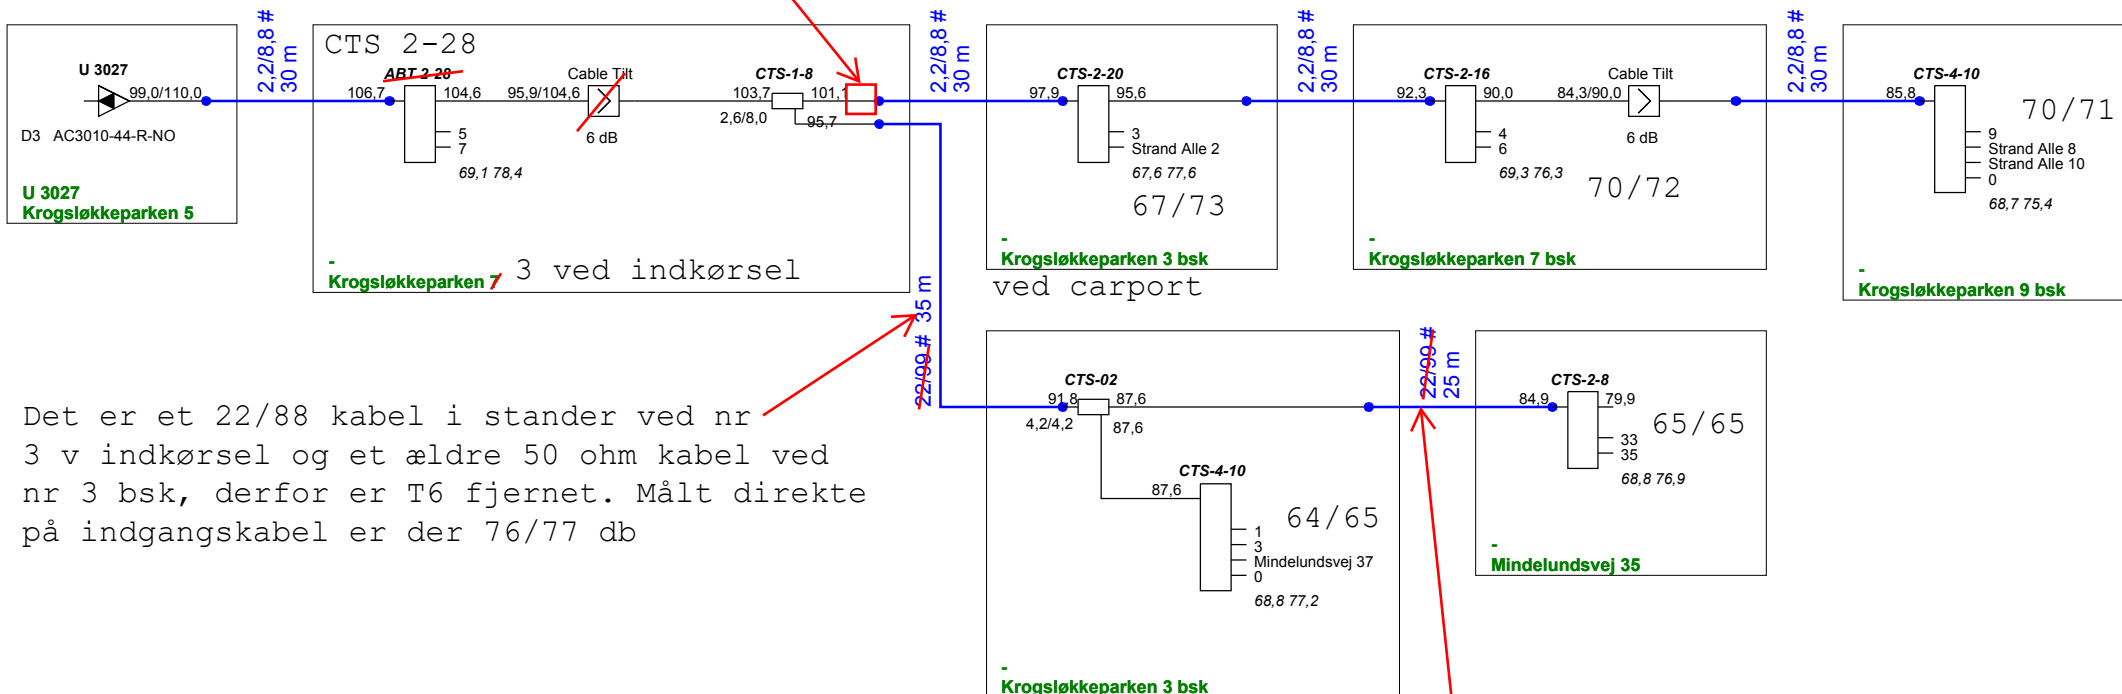 U 3027
99,0/110,0
D3 AC3010-44-R-NO
U 3027
Krogsløkkeparken 5
2,2/8,8 #
30 m
CTS 2-28
ABT 2-28
106,7
104,6
5
7
69,1 78,4
Cable Tilt
95,9/104,6
6 dB
CTS-1-8
103,7
101,1
2,6/8,0
95,7
-
Krogsløkkeparken 7
3 ved indkørsel
2,2/8,8 #
30 m
CTS-2-20
97,9
95,6
3
Strand Alle 2
67,6 77,6
67/73
-
Krogsløkkeparken 3 bsk
ved carport
2,2/8,8 #
30 m
CTS-2-16
92,3
90,0
4
6
69,3 76,3
Cable Tilt
84,3/90,0
6 dB
70/72
-
Krogsløkkeparken 7 bsk
2,2/8,8 #
30 m
CTS-4-10
85,8
70/71
9
Strand Alle 8
Strand Alle 10
0
68,7 75,4
-
Krogsløkkeparken 9 bsk
22/99 # 35 m
Det er et 22/88 kabel i stander ved nr
3 v indkørsel og et ældre 50 ohm kabel ved
nr 3 bsk, derfor er T6 fjernet. Målt direkte
på indgangskabel er der 76/77 db
CTS-02
91,8
87,6
4,2/4,2
87,6
CTS-4-10
87,6
64/65
1
3
Mindelundsvej 37
0
68,8 77,2
-
Krogsløkkeparken 3 bsk
22/99 #
25 m
CTS-2-8
84,9
79,9
65/65
33
35
68,8 76,9
-
Mindelundsvej 35